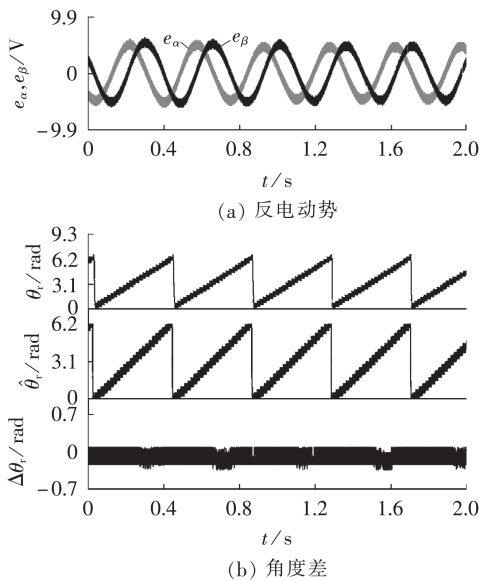 9.9
0
−9.9
e_α, e_β/V
e_α
e_β
0 0.4 0.8 1.2 1.6 2.0
t/s
(a) 反电动势
9.3
6.2
3.1
0
θ_r/rad
6.2
3.1
0
θ̂_r/rad
0.7
0
−0.7
Δθ_r/rad
0 0.4 0.8 1.2 1.6 2.0
t/s
(b) 角度差